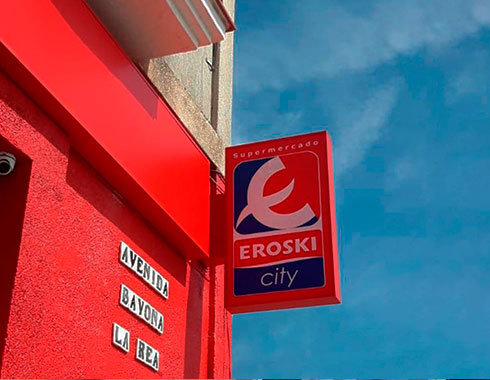 Supermercado
EROSKI
city
AVENIDA
BAYONA
LA REA